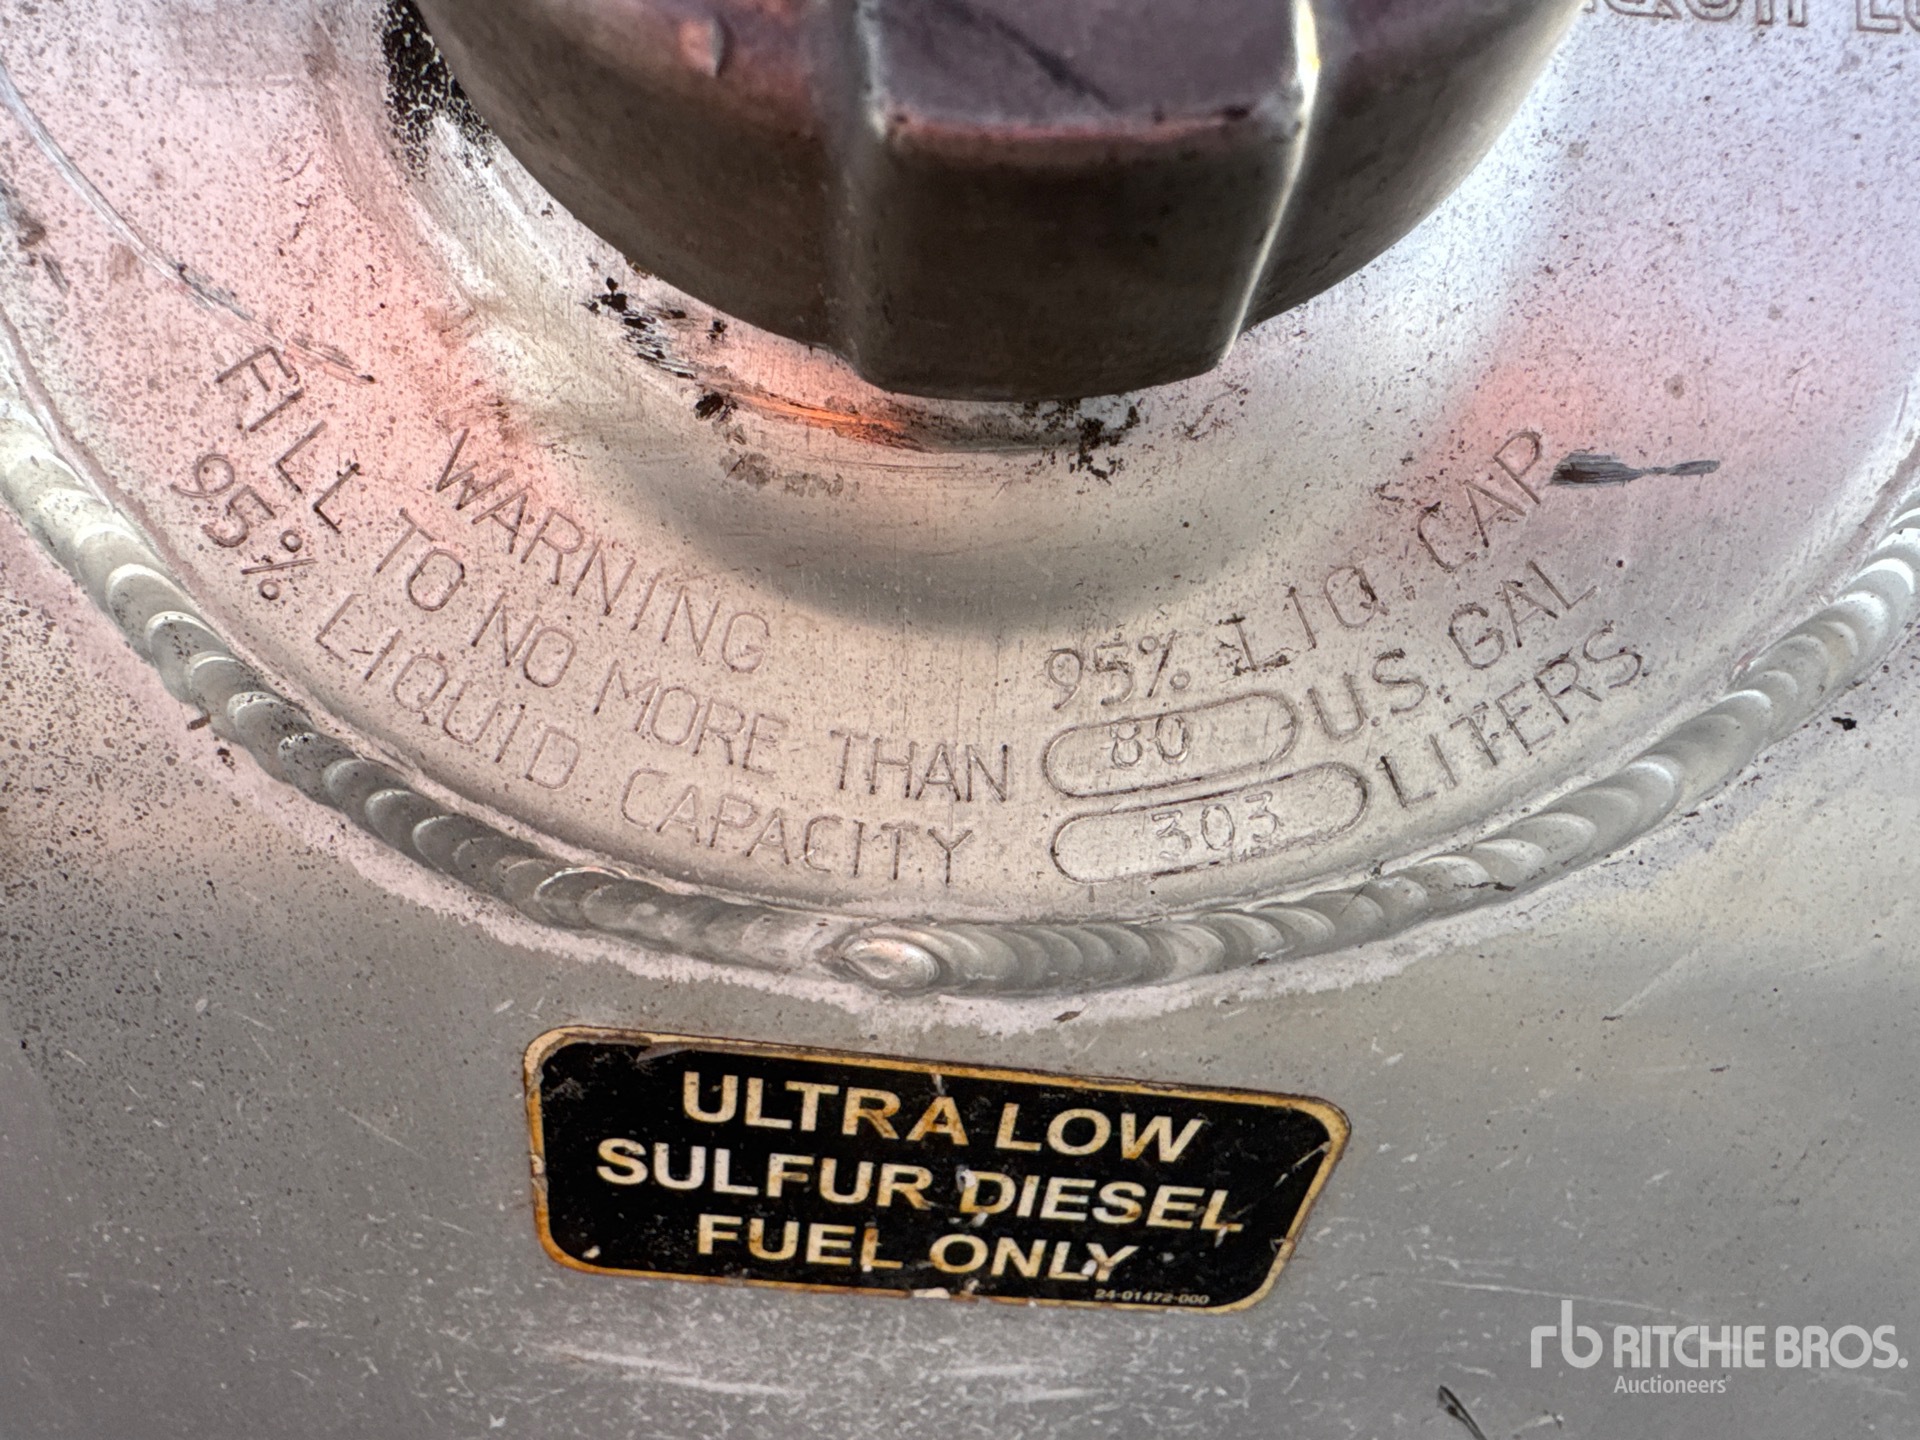 WARNING
FILL TO NO MORE THAN
95% LIQUID CAPACITY
95% LIQ. CAP
80 U.S. GAL
303 LITERS
ULTRA LOW
SULFUR DIESEL
FUEL ONLY
24-01472-000
rb RITCHIE BROS.
Auctioneers